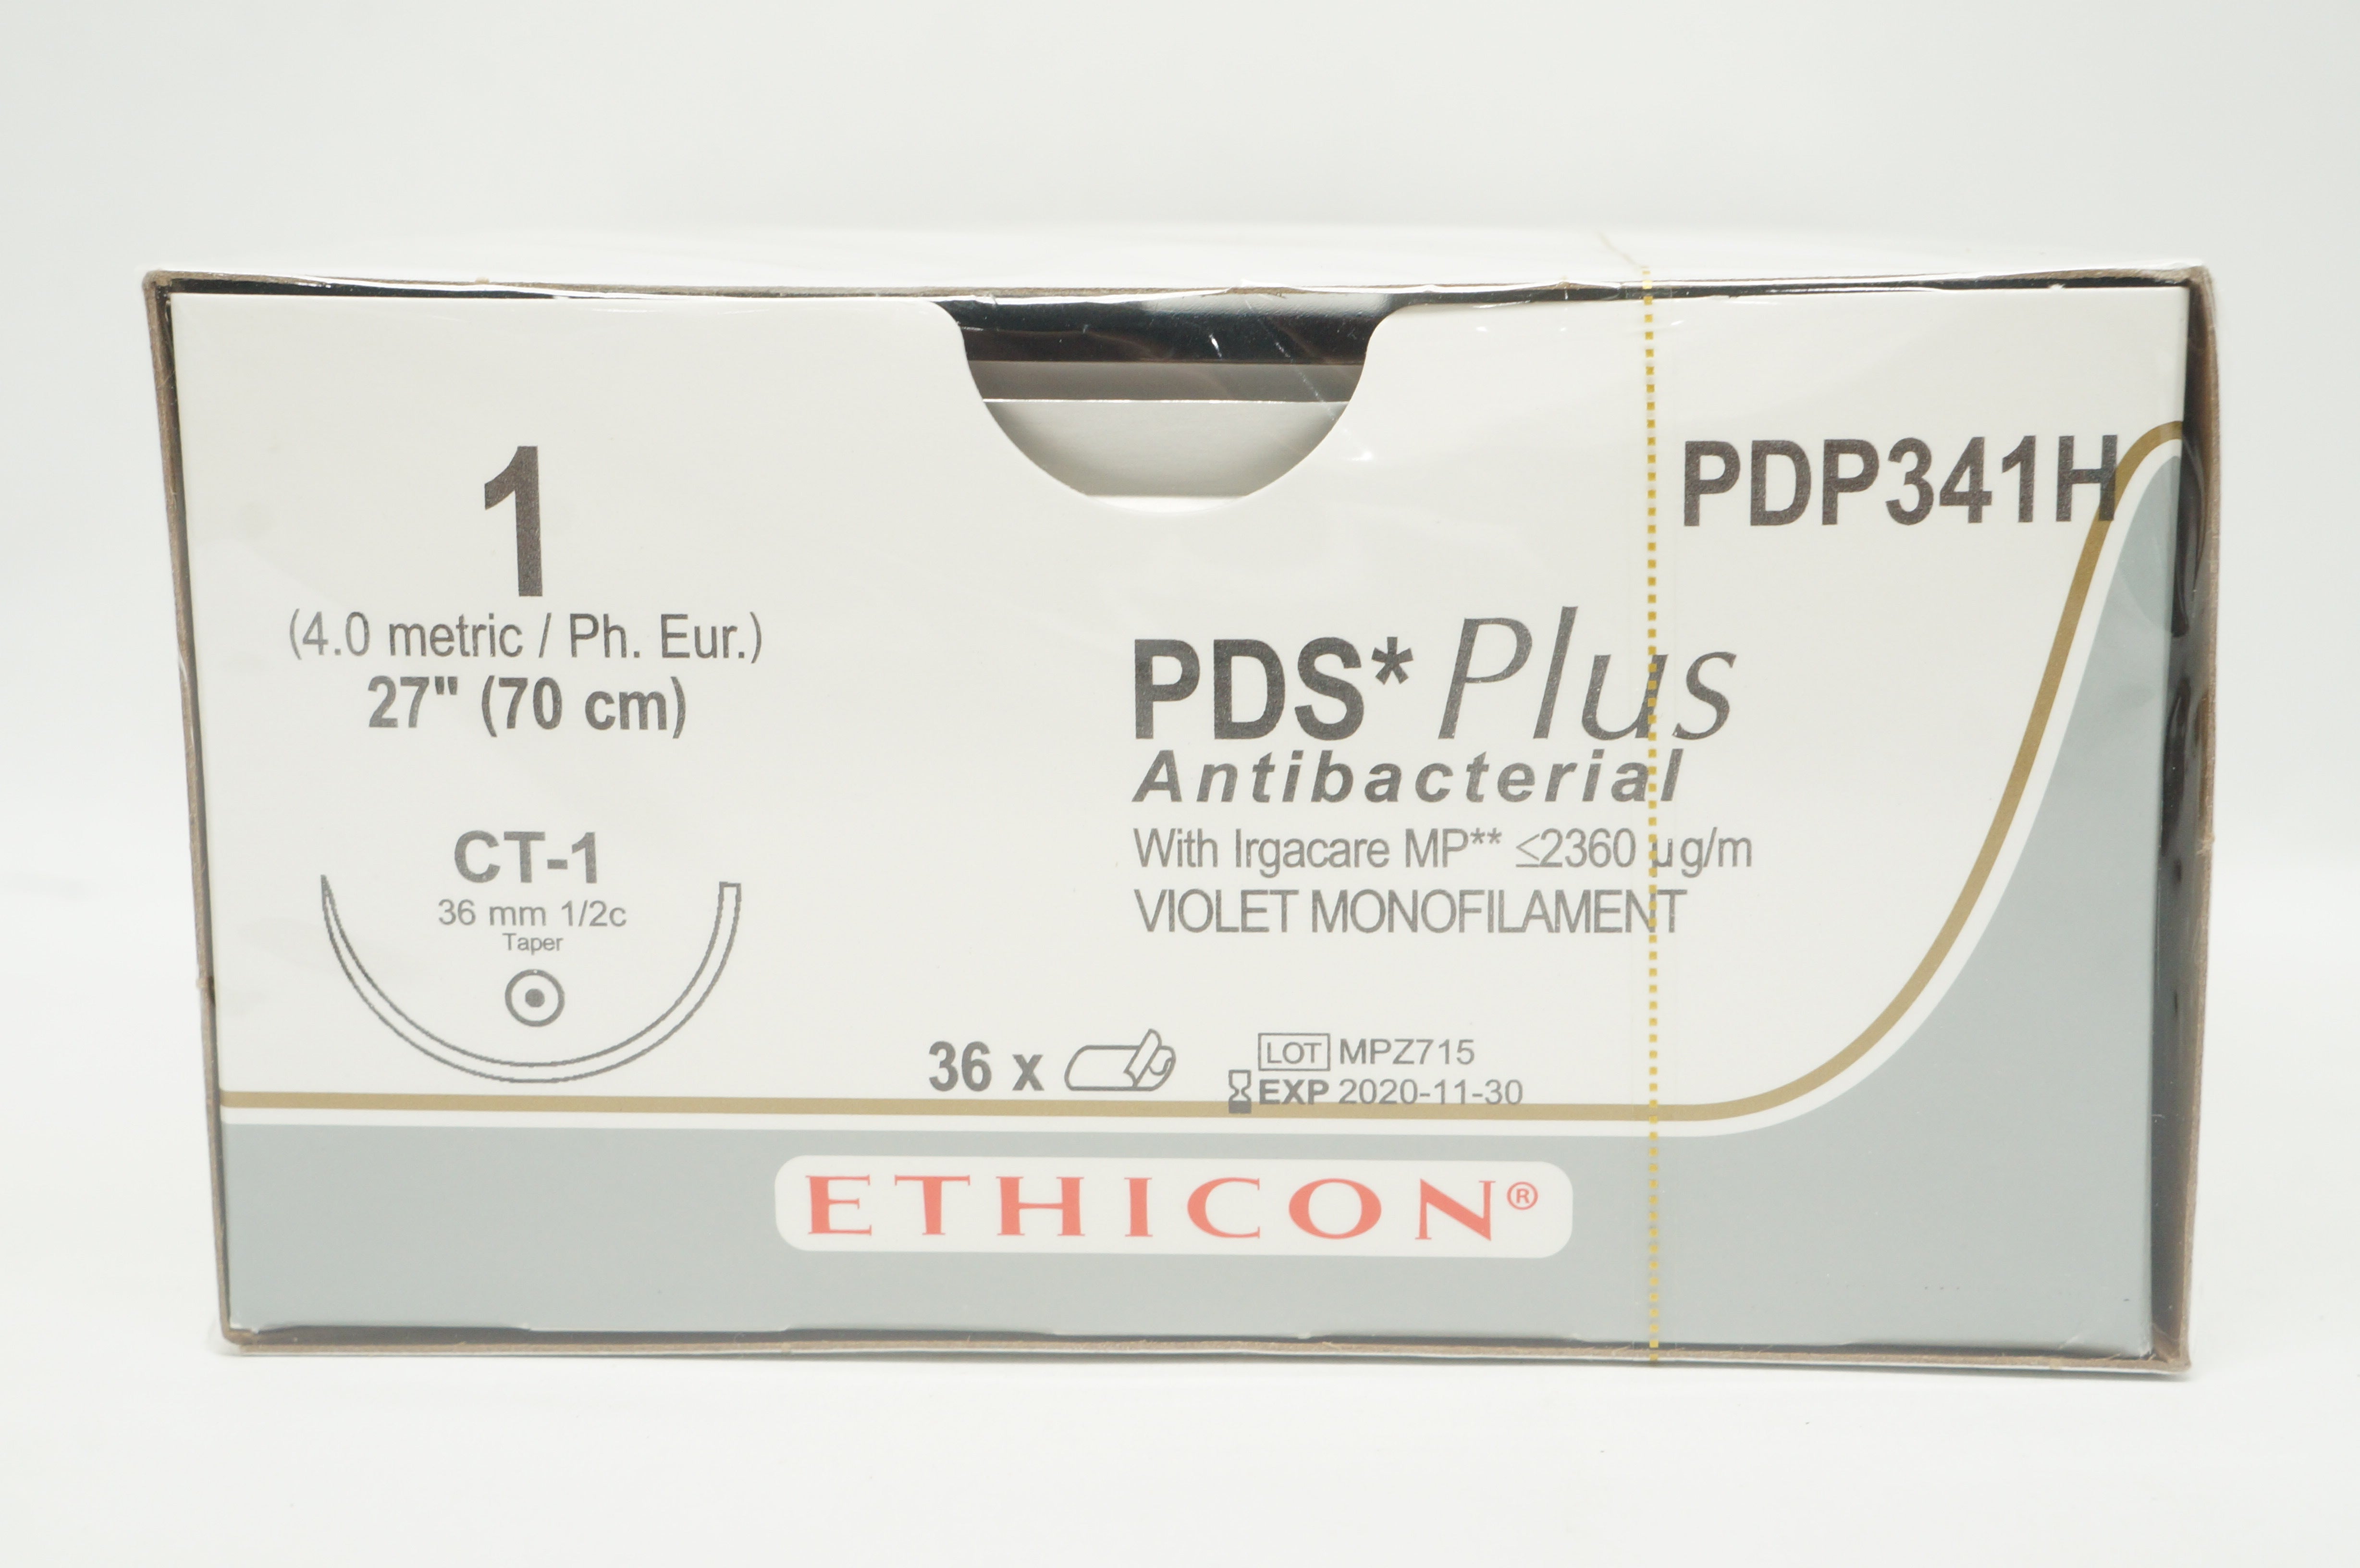 1
(4.0 metric / Ph. Eur.)
27" (70 cm)
CT-1
36 mm 1/2c
Taper
PDP341H
PDS* Plus
Antibacterial
With Irgacare MP** ≤2360 µg/m
VIOLET MONOFILAMENT
36 x
LOT MPZ715
EXP 2020-11-30
ETHICON®